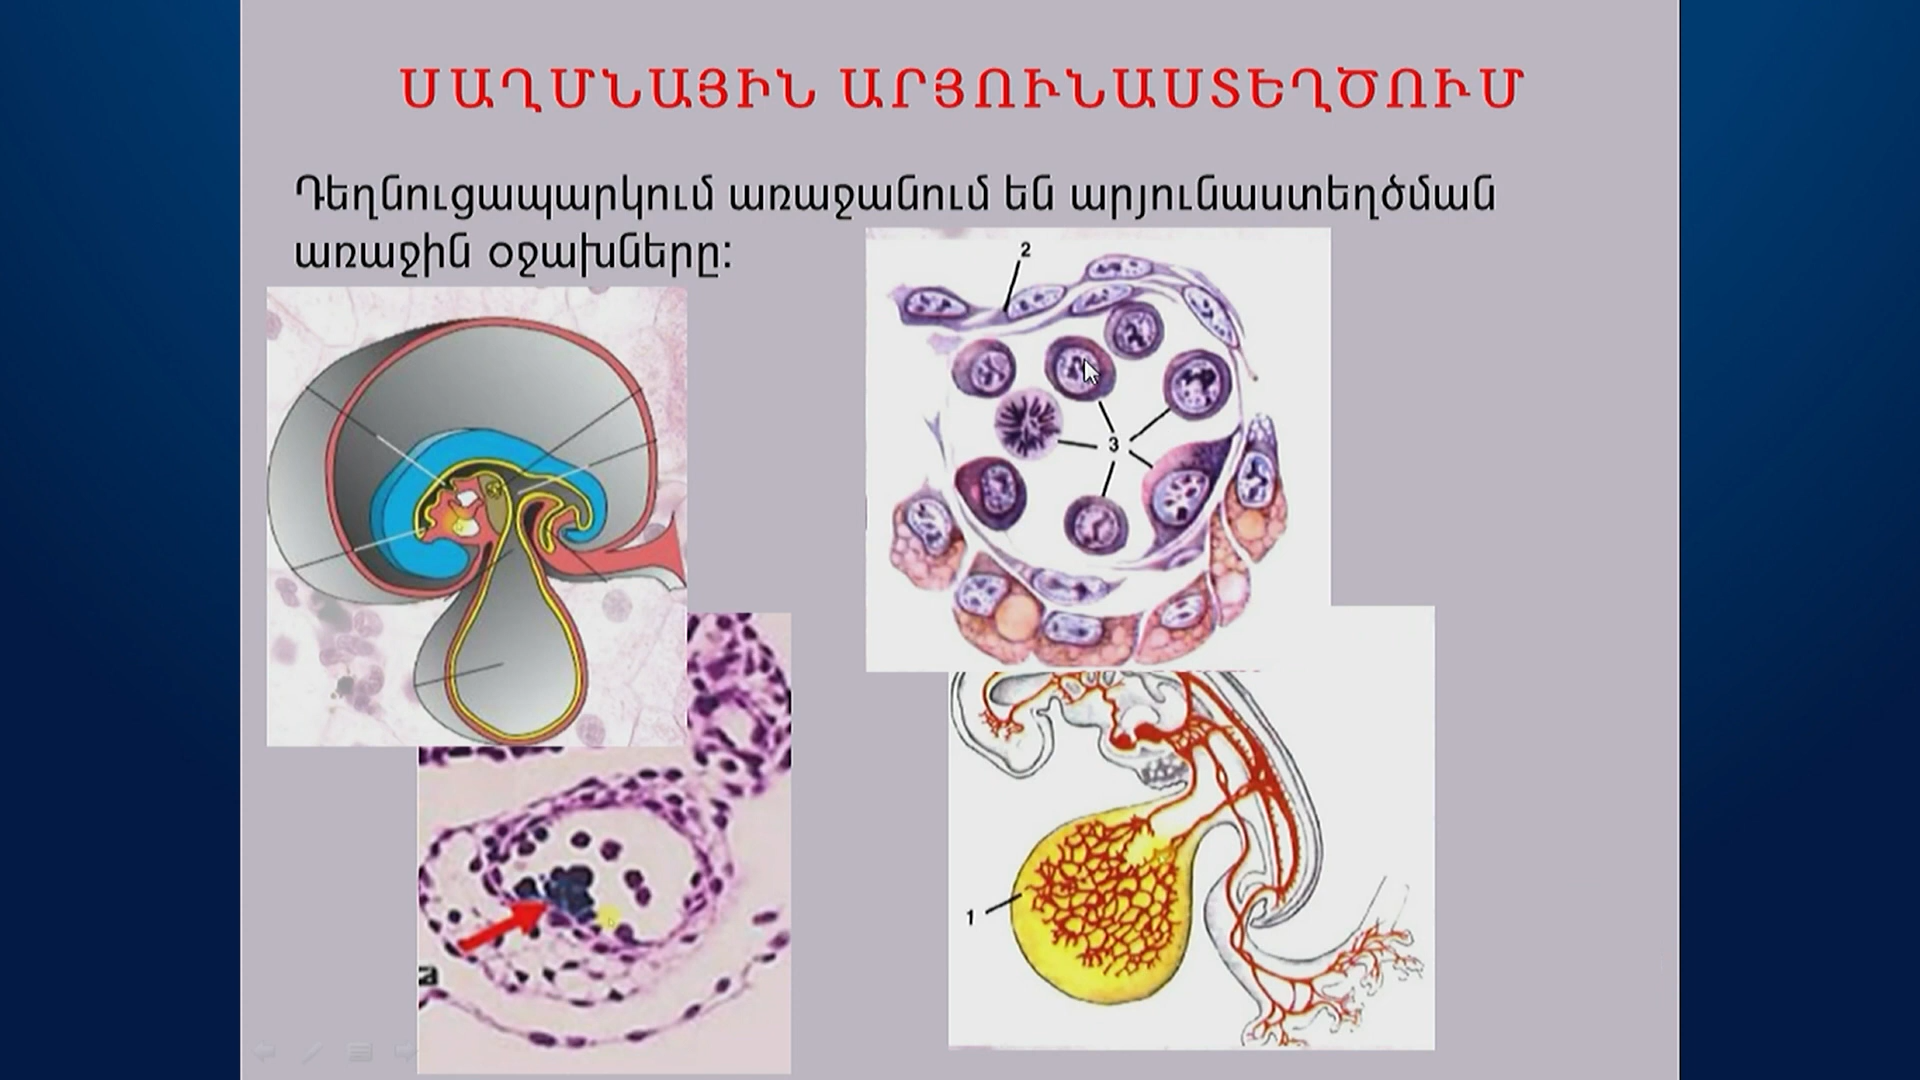 ՍԱՂՄՆԱՅԻՆ ԱՐՅՈՒՆԱՍՏԵՂԾՈՒՄ
Դեղնուցապարկում առաջանում են արյունաստեղծման
առաջին օջախները:
2
3
1
a